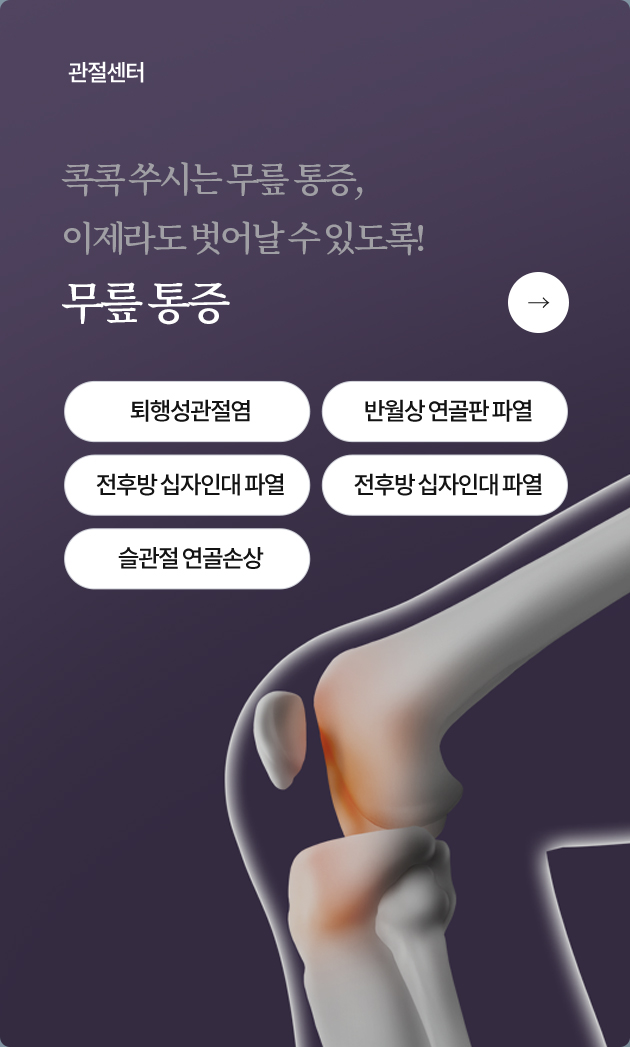 관절센터
콕콕 쑤시는 무릎 통증,
이제라도 벗어날 수 있도록!
무릎 통증
→
퇴행성관절염 반월상 연골판 파열
전후방 십자인대 파열 전후방 십자인대 파열
슬관절 연골손상